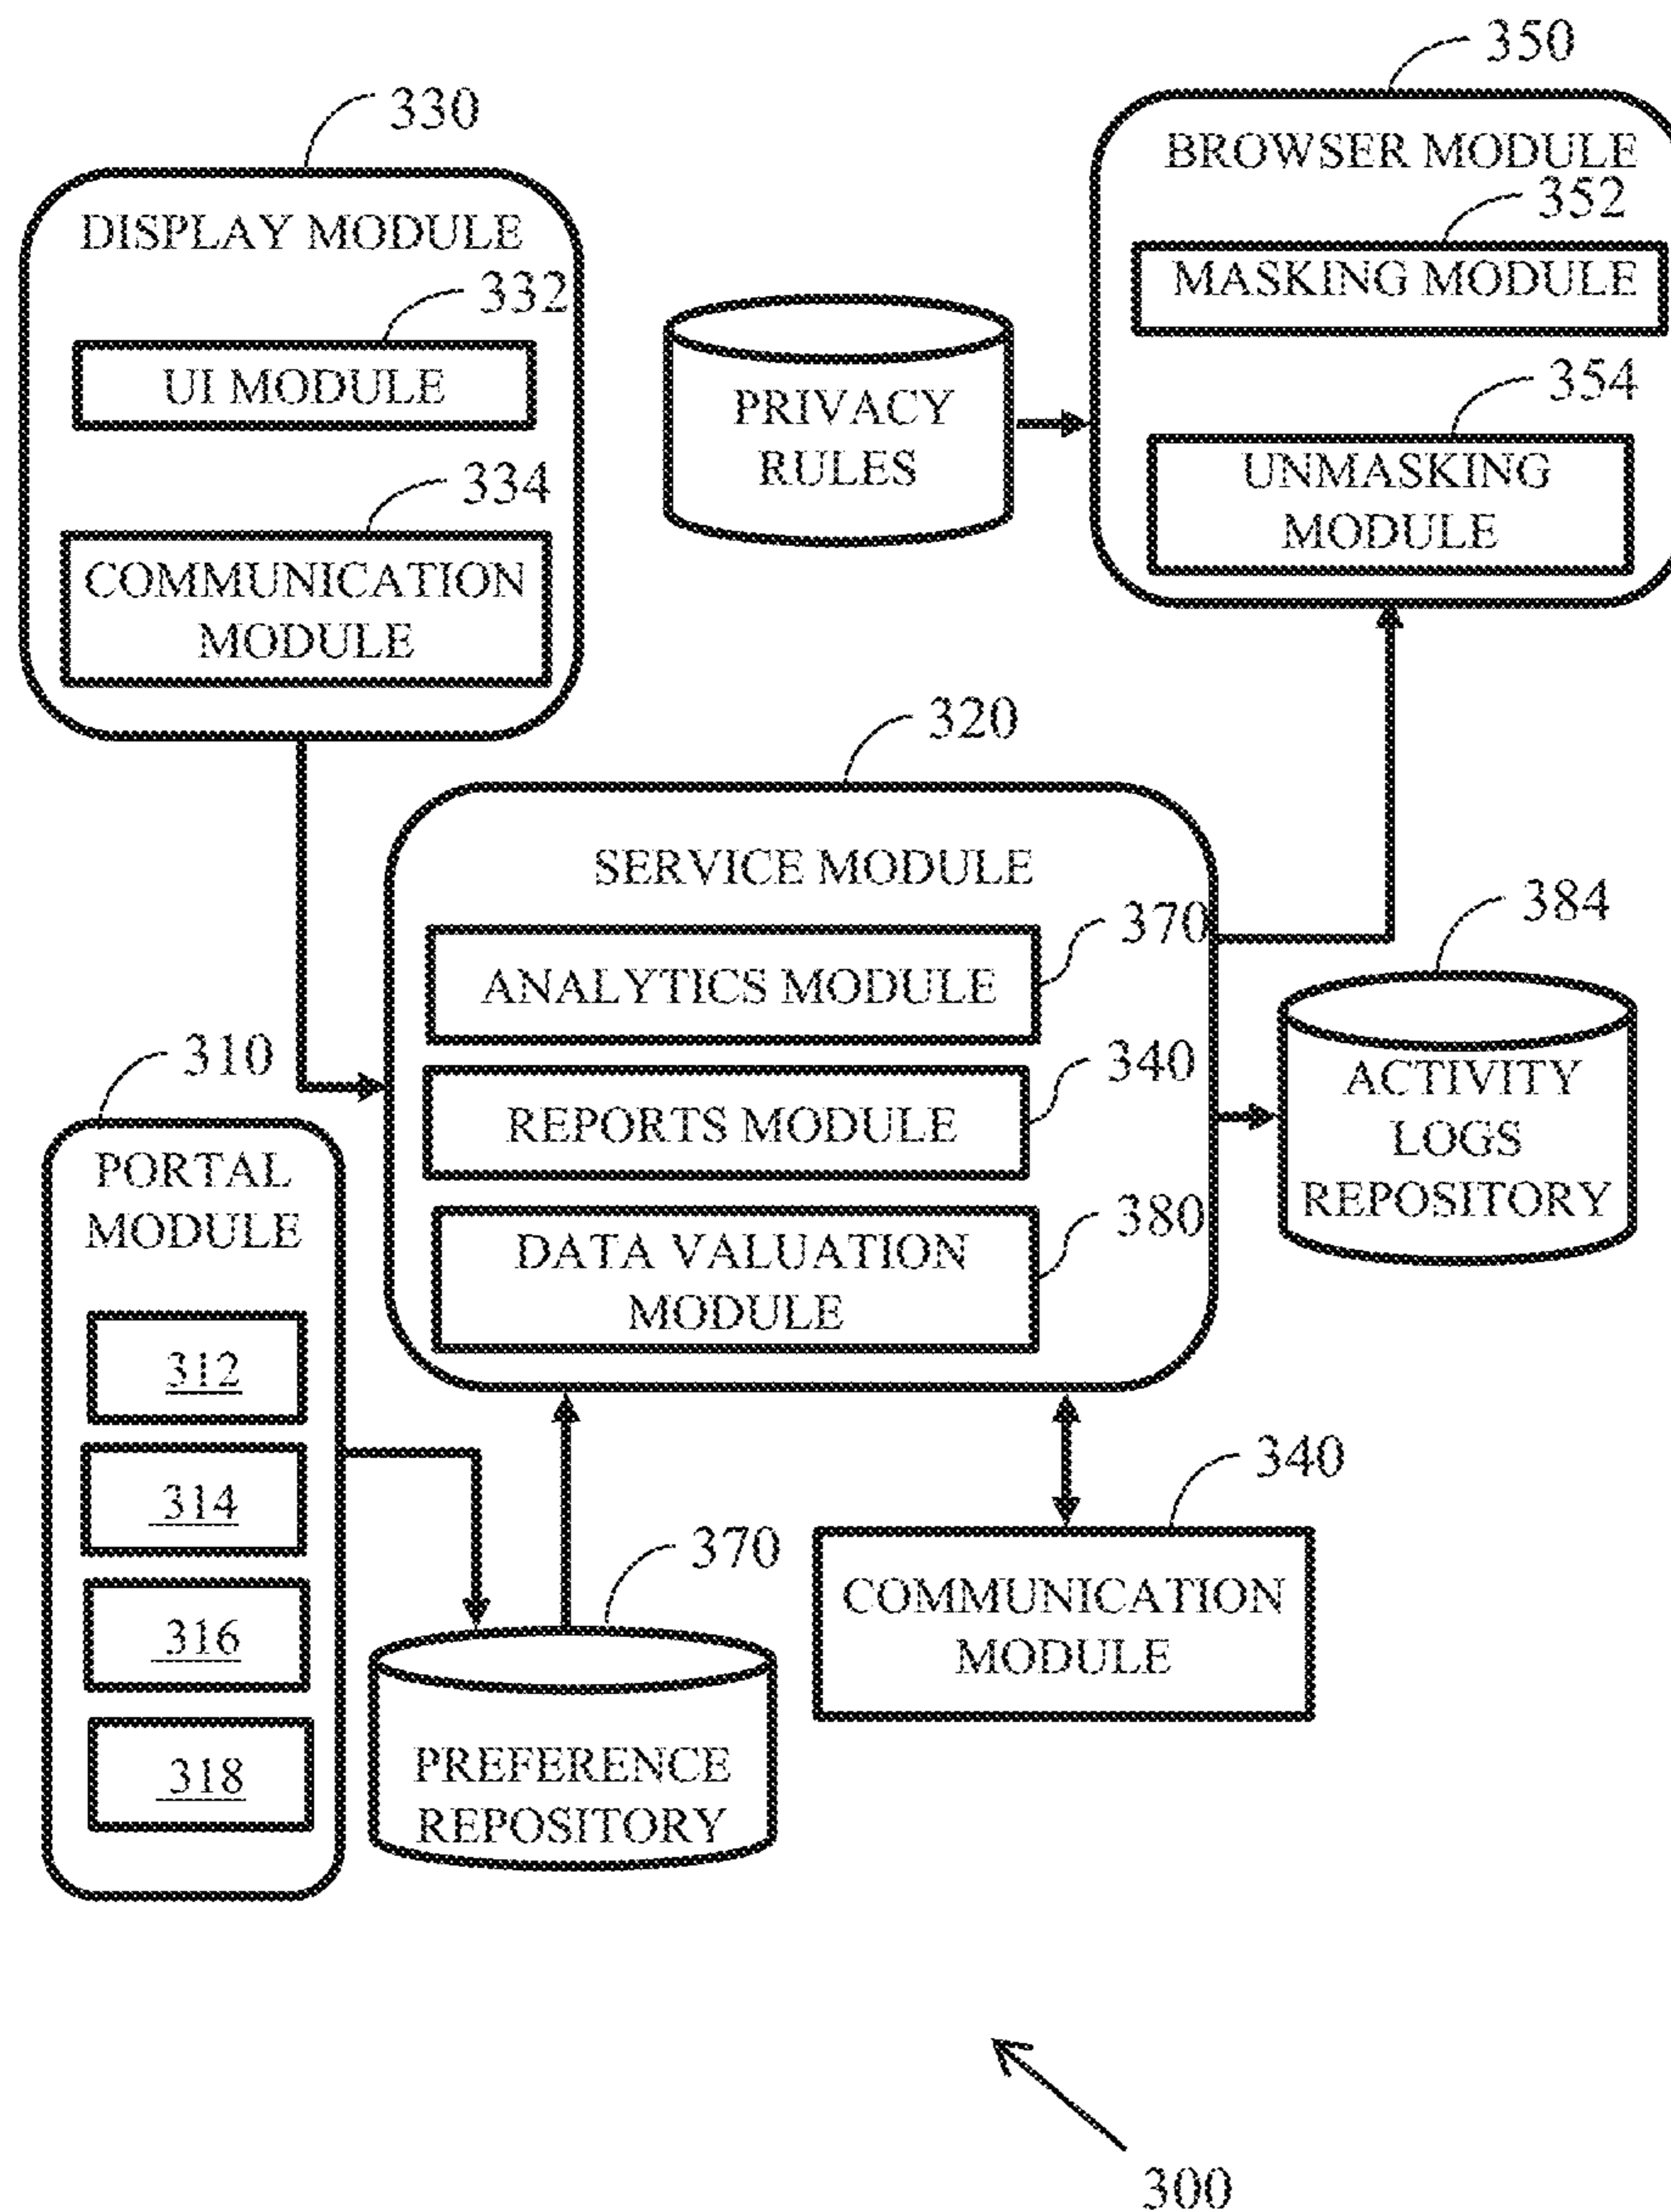 350
330
BROWSER MODULE
352
DISPLAY MODULE
MASKING MODULE
332
UI MODULE
PRIVACY
RULES
354
UNMASKING
MODULE
334
COMMUNICATION
MODULE
320
SERVICE MODULE
370
384
ANALYTICS MODULE
310
340
REPORTS MODULE
ACTIVITY
LOGS
REPOSITORY
PORTAL
MODULE
380
DATA VALUATION
MODULE
312
314
316
318
340
370
COMMUNICATION
MODULE
PREFERENCE
REPOSITORY
300